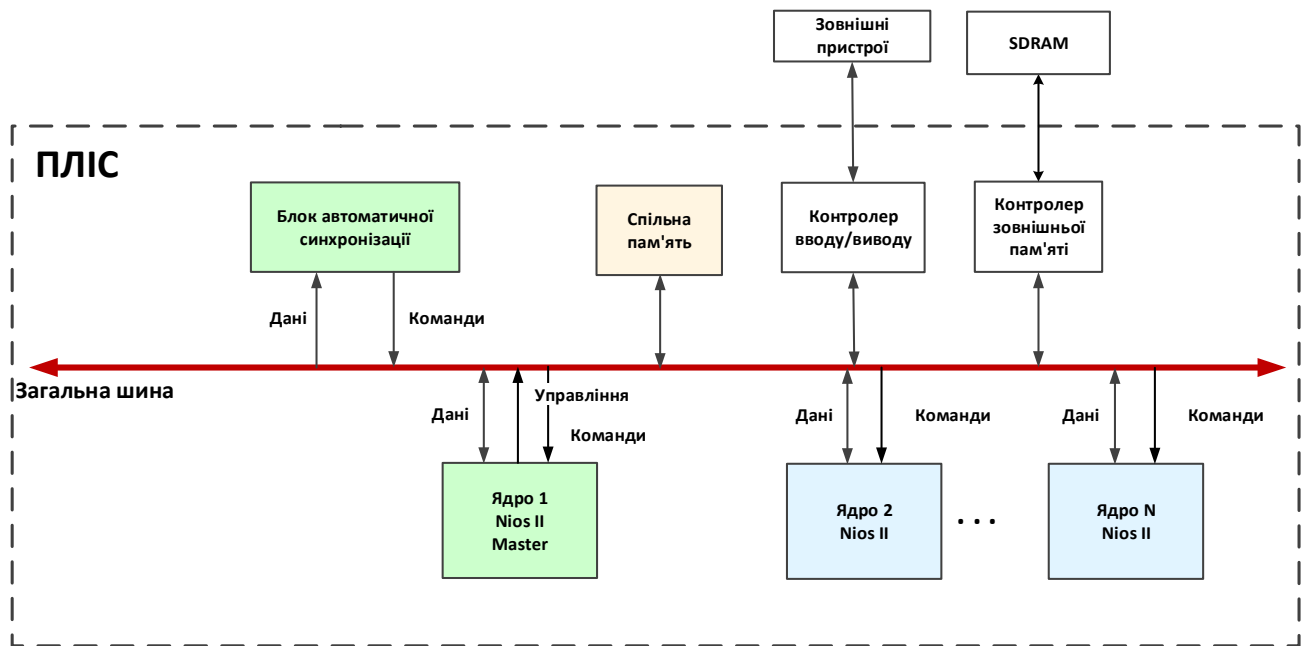 Зовнішні
пристрої
SDRAM
ПЛІС
Блок автоматичної
синхронізації
Спільна
пам'ять
Контролер
вводу/виводу
Контролер
зовнішньої
пам'яті
Дані
Команди
Загальна шина
Дані
Управління
Команди
Дані
Команди
Дані
Команди
Ядро 1
Nios II
Master
Ядро 2
Nios II
. . .
Ядро N
Nios II